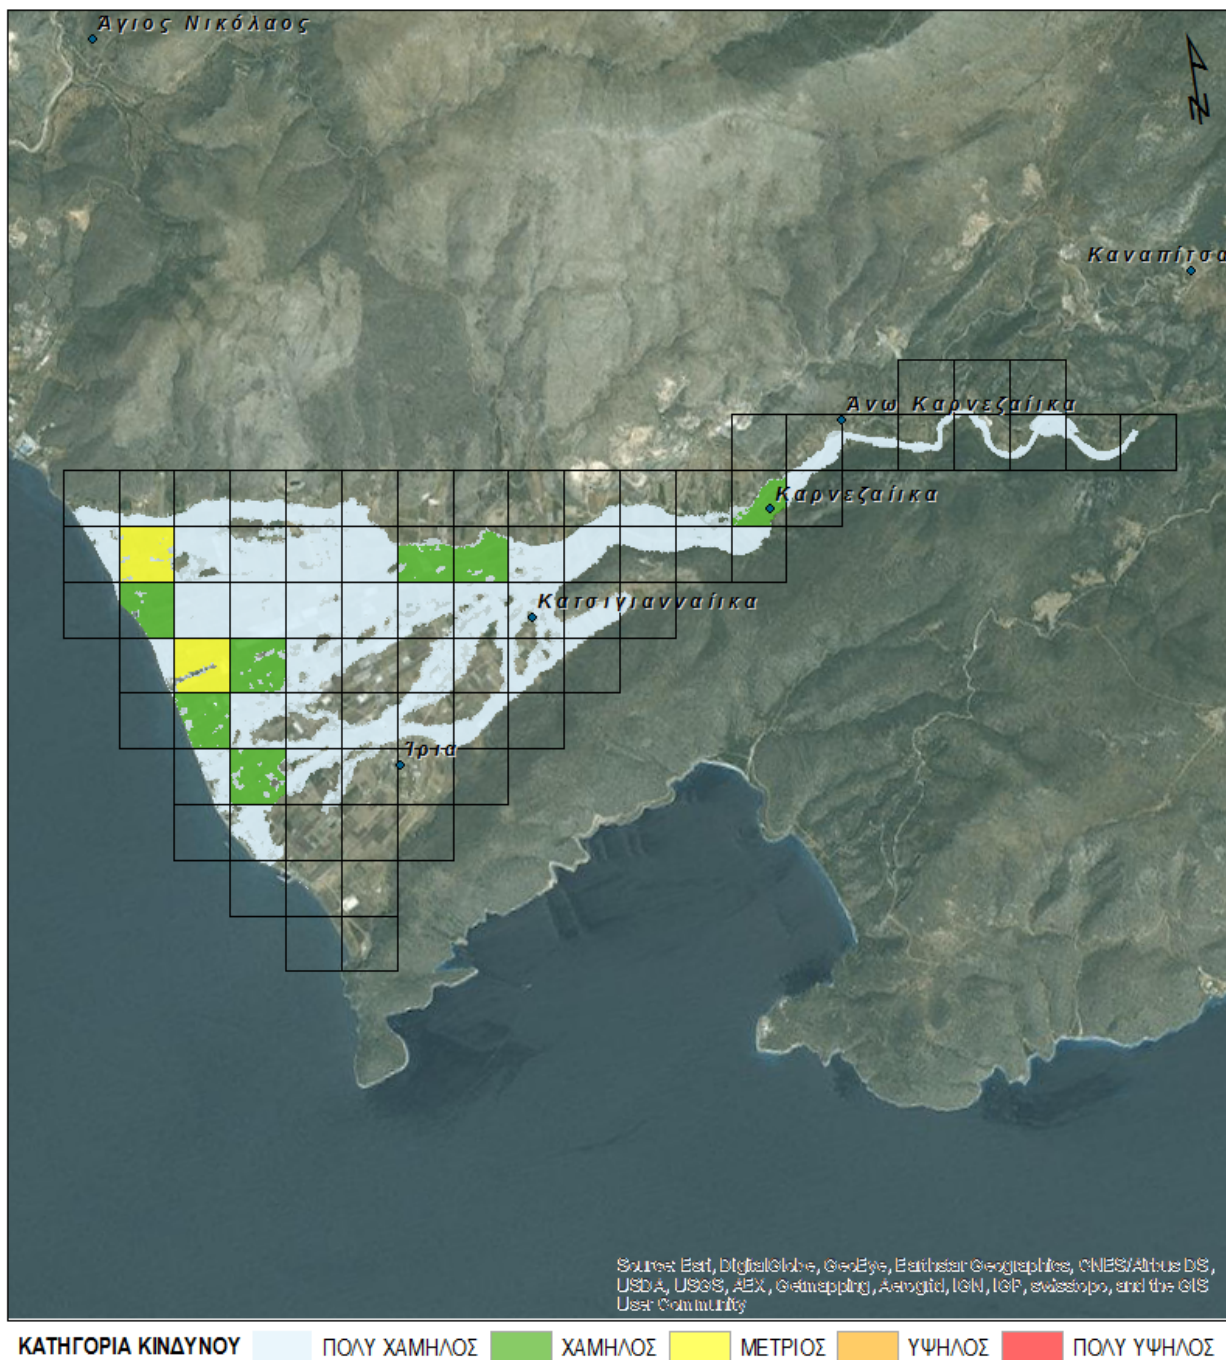 Άγιος Νικόλαος
N
Καναπίτσα
Άνω Καρνεζαίικα
Καρνεζαίικα
Κατσιγιανναίικα
Ίρια
Source: Esri, DigitalGlobe, GeoEye, Earthstar Geographics, CNES/Airbus DS,
USDA, USGS, AEX, Getmapping, Aerogrid, IGN, IGP, swisstopo, and the GIS
User Community
ΚΑΤΗΓΟΡΙΑ ΚΙΝΔΥΝΟΥ ΠΟΛΥ ΧΑΜΗΛΟΣ ΧΑΜΗΛΟΣ ΜΕΤΡΙΟΣ ΥΨΗΛΟΣ ΠΟΛΥ ΥΨΗΛΟΣ